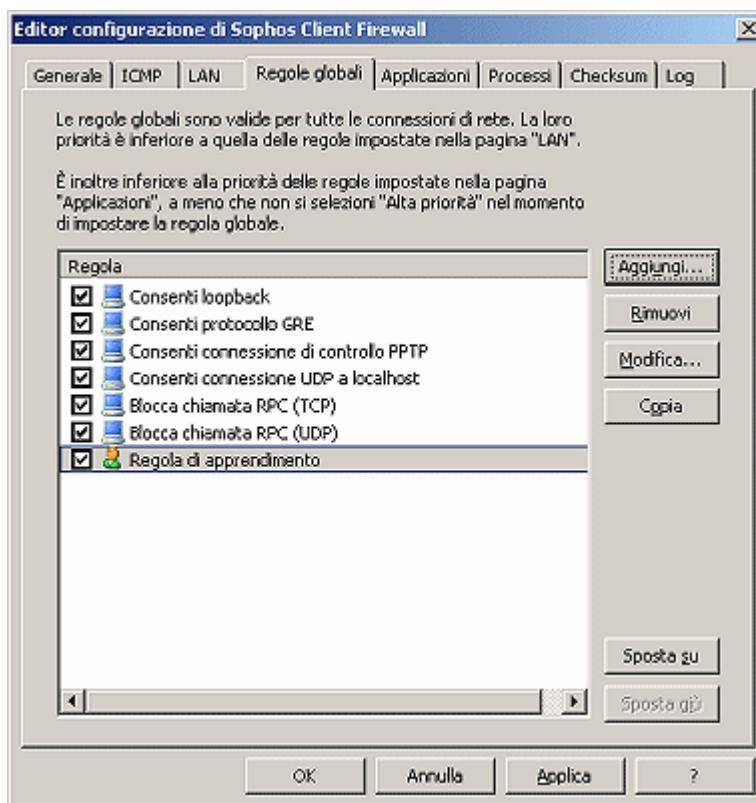 Editor configurazione di Sophos Client Firewall
Generale ICMP LAN Regole globali Applicazioni Processi Checksum Log
Le regole globali sono valide per tutte le connessioni di rete. La loro
priorità è inferiore a quella delle regole impostate nella pagina "LAN".
È inoltre inferiore alla priorità delle regole impostate nella pagina
"Applicazioni", a meno che non si selezioni "Alta priorità" nel momento
di impostare la regola globale.
Regola
Consenti loopback
Consenti protocollo GRE
Consenti connessione di controllo PPTP
Consenti connessione UDP a localhost
Blocca chiamata RPC (TCP)
Blocca chiamata RPC (UDP)
Regola di apprendimento
Aggiungi...
Rimuovi
Modifica...
Copia
Sposta su
Sposta giù
OK Annulla Applica ?